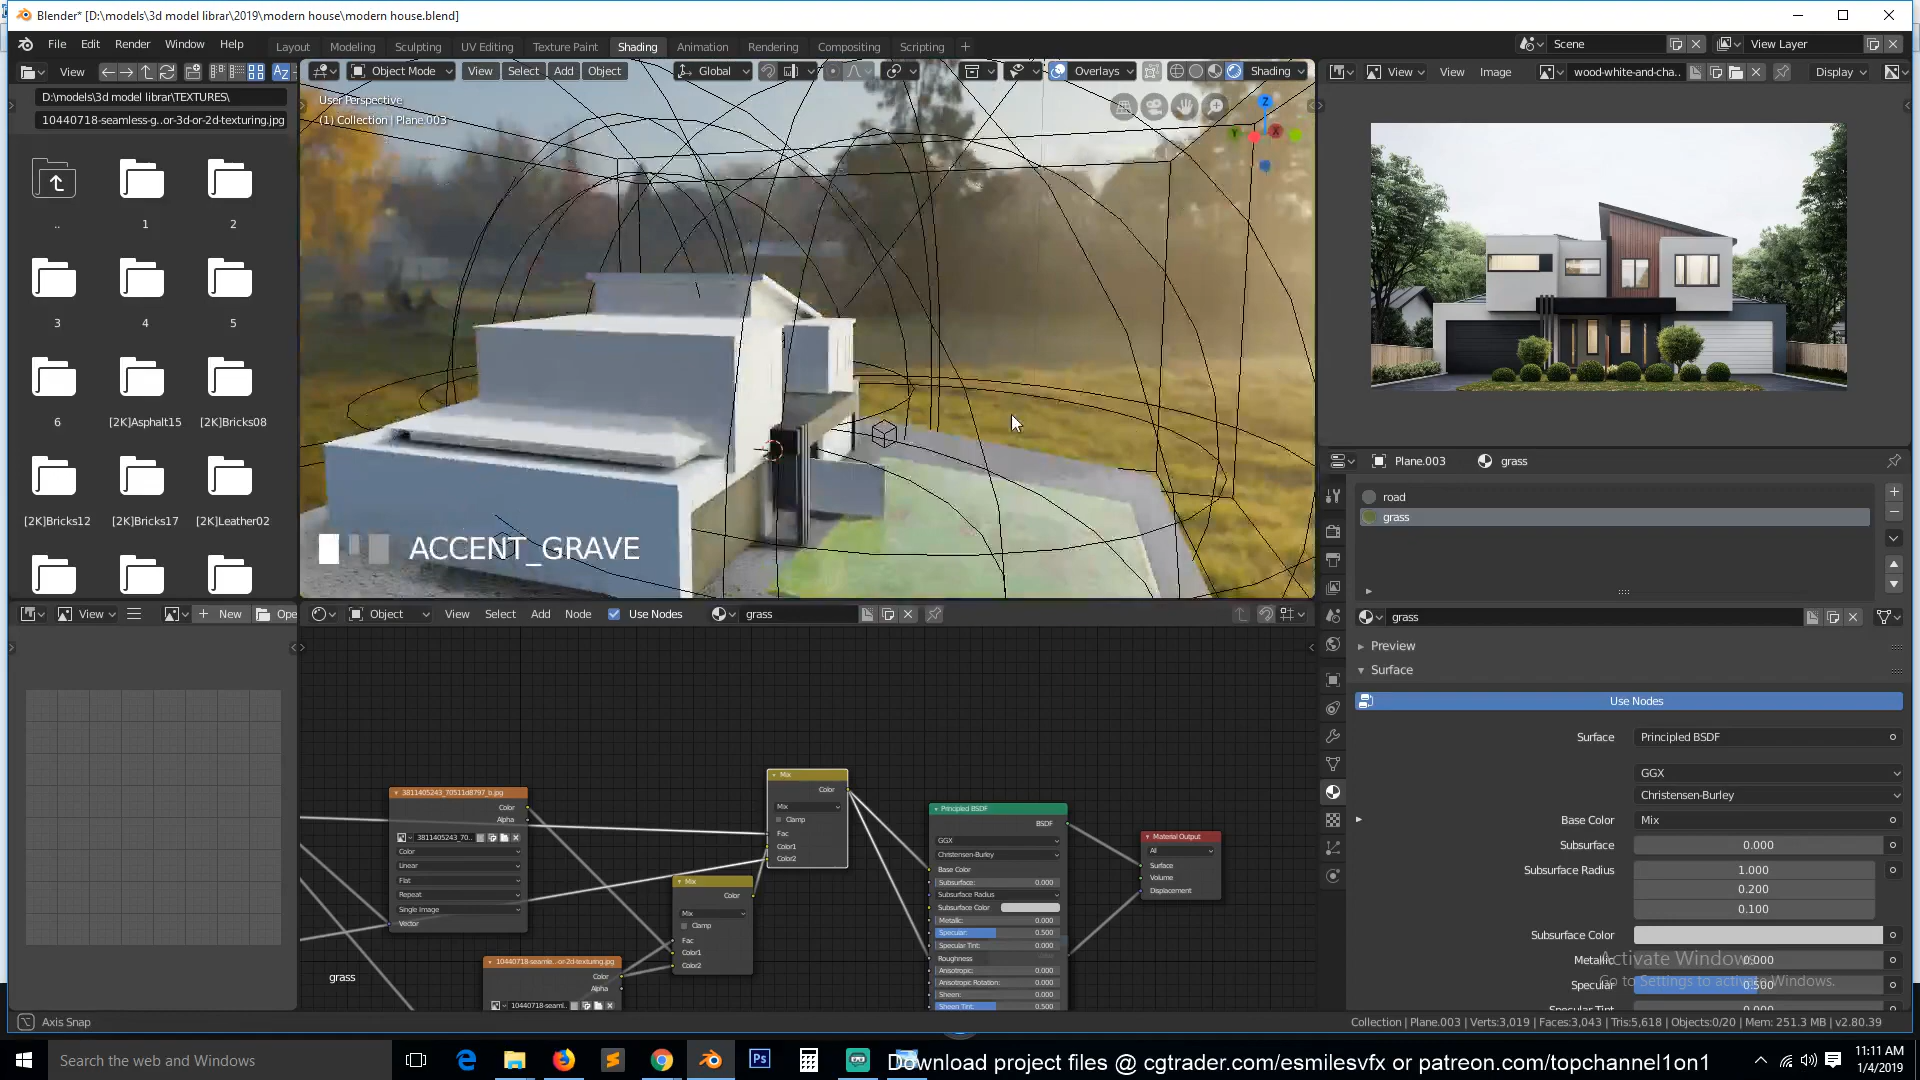 Blender* [D:\models\3d model librar\2019\modern house\modern house.blend]
File Edit Render Window Help
Layout Modeling Sculpting UV Editing Texture Paint Shading Animation Rendering Compositing Scripting
Scene View Layer
View
Object Mode View Select Add Object Global Overlays Shading
View View Image wood-white-and-cha.. Display
D:\models\3d model librar\TEXTURES\
10440718-seamless-g..or-3d-or-2d-texturing.jpg
..
1
2
3
4
5
6
[2K]Asphalt15
[2K]Bricks08
[2K]Bricks12
[2K]Bricks17
[2K]Leather02
User Perspective
(1) Collection | Plane.003
Z
Y
X
ACCENT_GRAVE
Plane.003 grass
road
grass
grass
Preview
Surface
Use Nodes
Surface Principled BSDF
GGX
Christensen-Burley
Base Color Mix
Subsurface 0.000
Subsurface Radius 1.000
0.200
0.100
Subsurface Color
Metallic 0.000
Specular 0.500
Specular Tint 0.000
Activate Windows
Go to Settings to activate Windows.
View New Ope
Object View Select Add Node Use Nodes grass
3811405243_70511d8797_b.jpg
Color
Alpha
3811405243_70..
Color
Linear
Flat
Repeat
Single Image
Vector
10440718-seamle..-or-2d-texturing.jpg
Color
Alpha
10440718-seaml..
Mix
Color
Mix
Clamp
Fac
Color1
Color2
Mix
Color
Mix
Clamp
Fac
Color1
Color2
Principled BSDF
BSDF
GGX
Christensen-Burley
Base Color
Subsurface: 0.000
Subsurface Radius
Subsurface Color
Metallic: 0.000
Specular: 0.500
Specular Tint: 0.000
Roughness
Anisotropic: 0.000
Anisotropic Rotation: 0.000
Sheen: 0.000
Sheen Tint: 0.500
Material Output
All
Surface
Volume
Displacement
grass
Axis Snap
Collection | Plane.003 | Verts:3,019 | Faces:3,043 | Tris:5,618 | Objects:0/20 | Mem: 251.3 MB | v2.80.39
Search the web and Windows
Ps
Download project files @ cgtrader.com/esmilesvfx or patreon.com/topchannel1on1
11:11 AM
1/4/2019